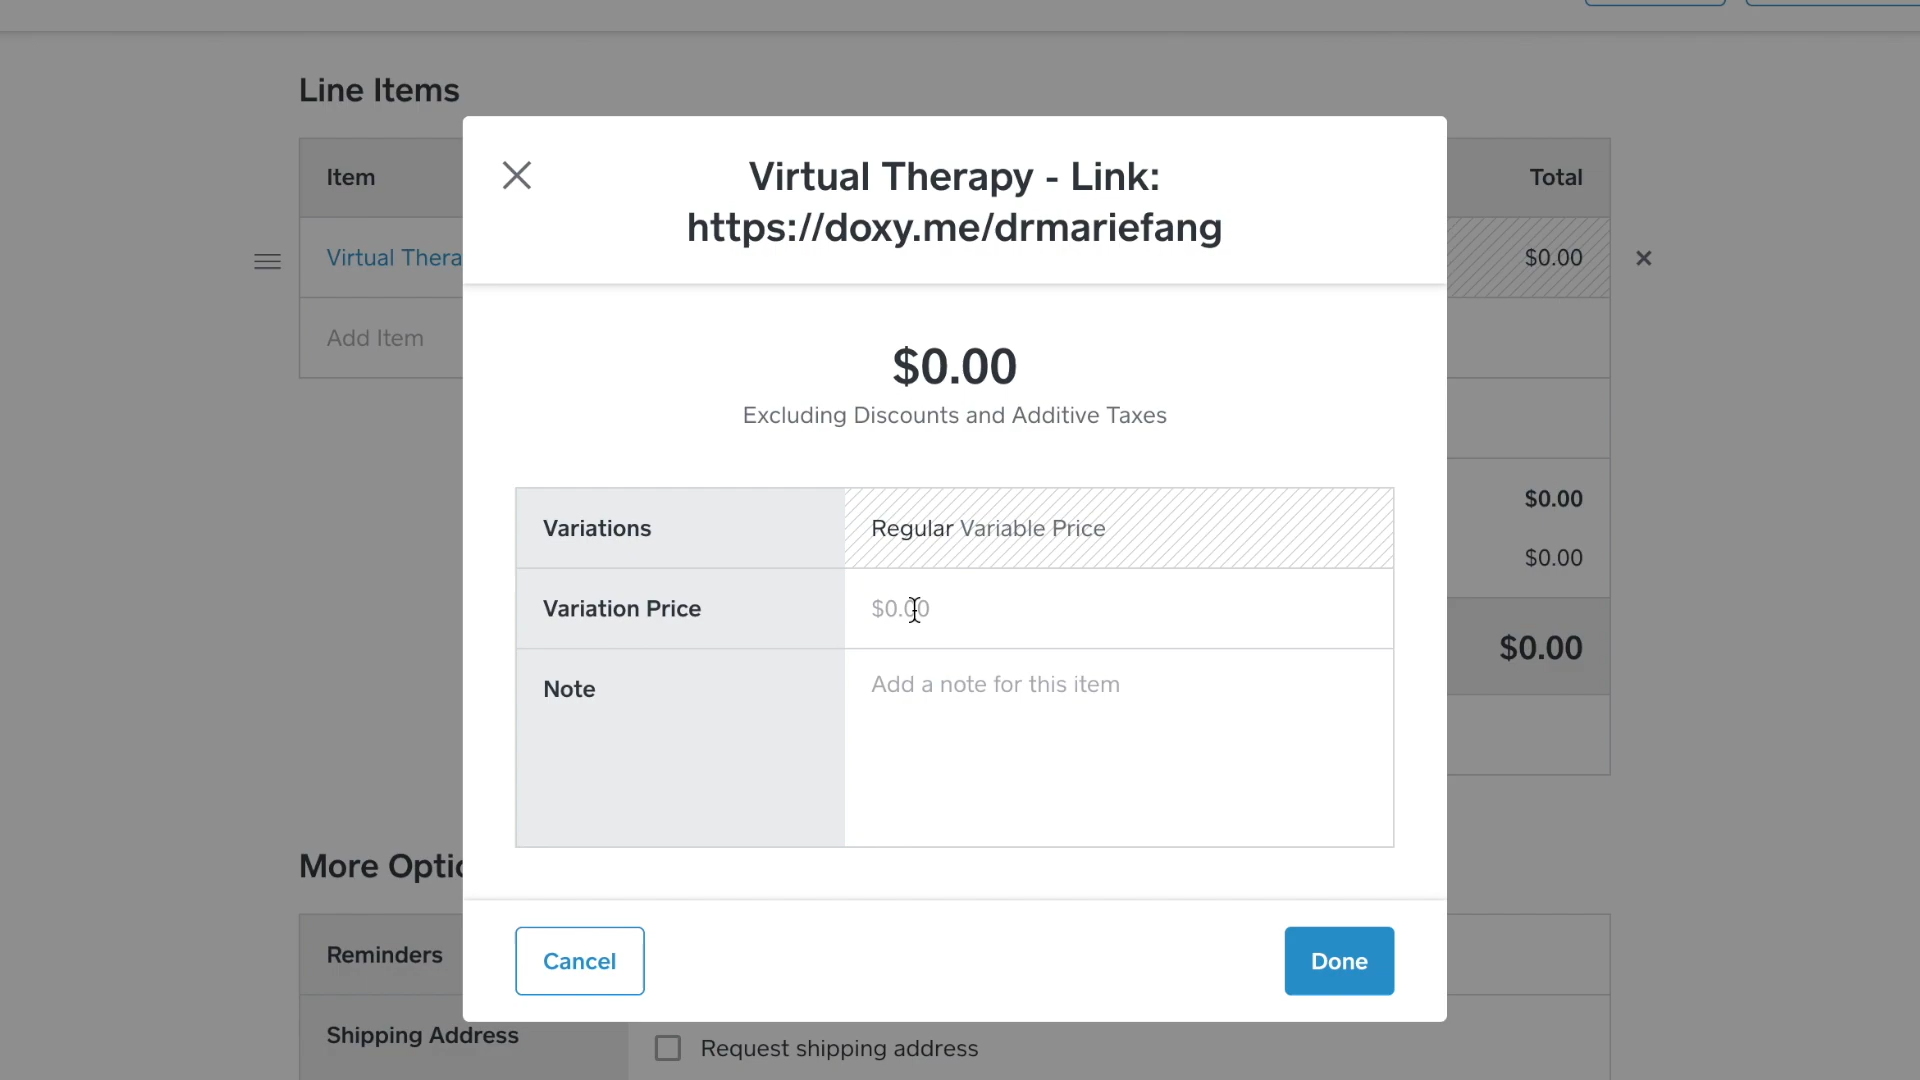 Line Items
Virtual Therapy - Link:
https://doxy.me/drmariefang
Item
Total
Virtual Thera
$0.00
Add Item
$0.00
Excluding Discounts and Additive Taxes
Variations
Regular Variable Price
$0.00
$0.00
Variation Price
$0.00
$0.00
Note
Add a note for this item
More Optio
Reminders
Cancel
Done
Shipping Address
Request shipping address